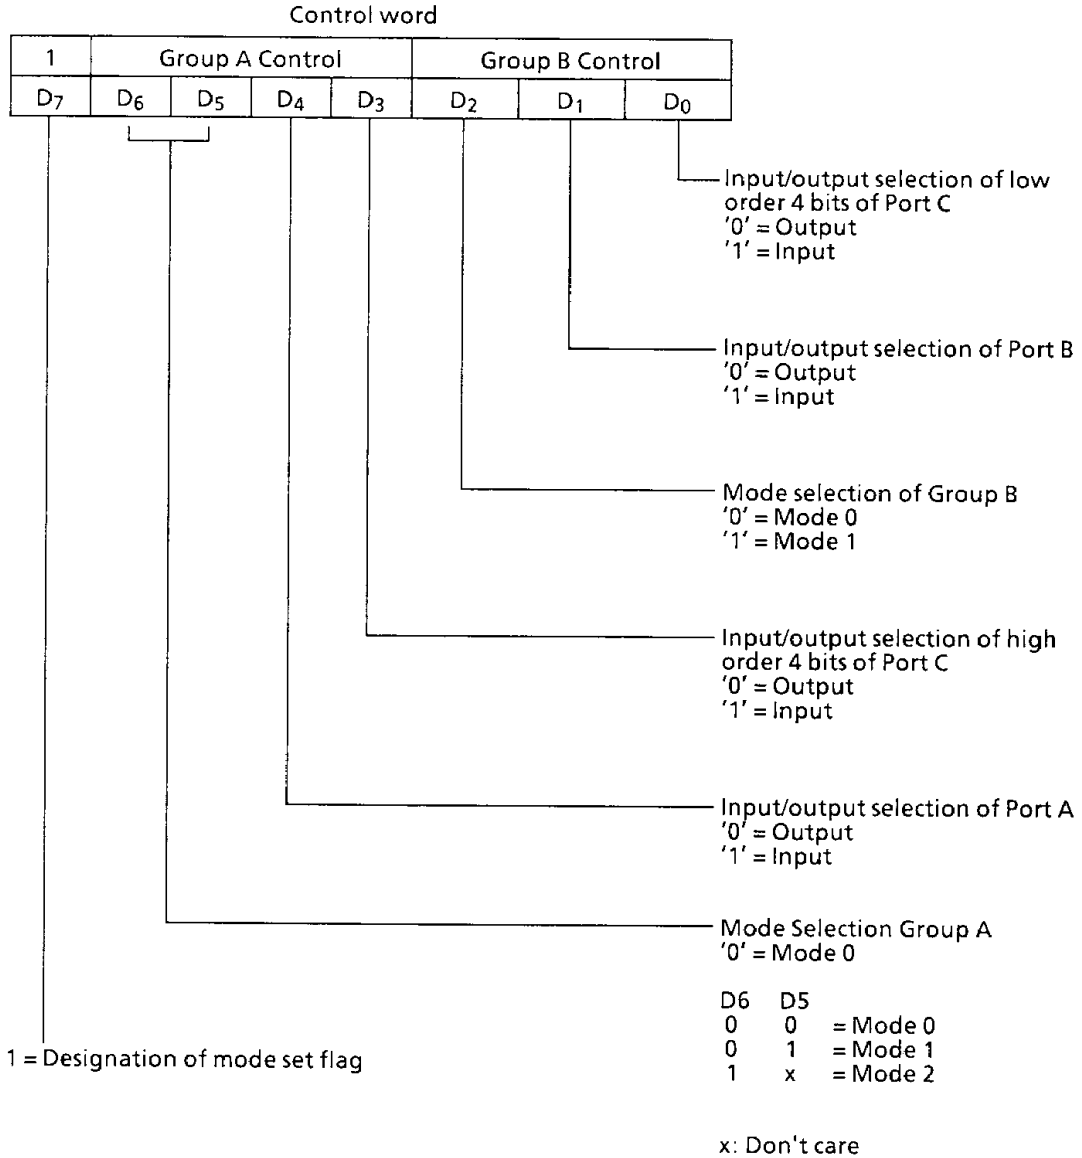 Control word
1 Group A Control Group B Control
D7 D6 D5 D4 D3 D2 D1 D0
Input/output selection of low
order 4 bits of Port C
'0' = Output
'1' = Input
Input/output selection of Port B
'0' = Output
'1' = Input
Mode selection of Group B
'0' = Mode 0
'1' = Mode 1
Input/output selection of high
order 4 bits of Port C
'0' = Output
'1' = Input
Input/output selection of Port A
'0' = Output
'1' = Input
Mode Selection Group A
'0' = Mode 0
D6 D5
0 0 = Mode 0
0 1 = Mode 1
1 x = Mode 2
1 = Designation of mode set flag
x: Don't care